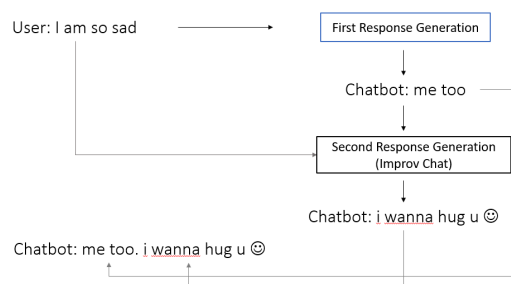 User: I am so sad
First Response Generation
Chatbot: me too
Second Response Generation
(Improv Chat)
Chatbot: i wanna hug u ☺
Chatbot: me too. i wanna hug u ☺